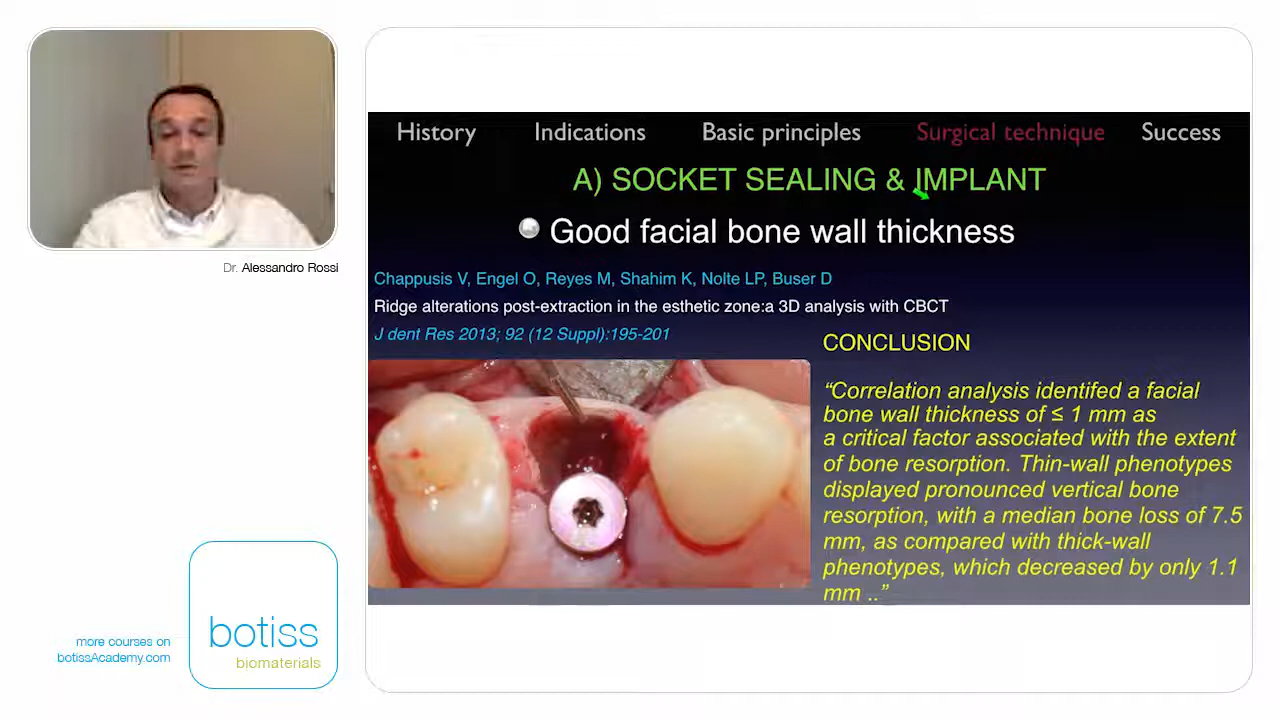 History Indications Basic principles Surgical technique Success
A) SOCKET SEALING & IMPLANT
Good facial bone wall thickness
Chappusis V, Engel O, Reyes M, Shahim K, Nolte LP, Buser D
Ridge alterations post-extraction in the esthetic zone:a 3D analysis with CBCT
J dent Res 2013; 92 (12 Suppl):195-201
CONCLUSION
“Correlation analysis identifed a facial
bone wall thickness of ≤ 1 mm as
a critical factor associated with the extent
of bone resorption. Thin-wall phenotypes
displayed pronounced vertical bone
resorption, with a median bone loss of 7.5
mm, as compared with thick-wall
phenotypes, which decreased by only 1.1
mm ..”
Dr. Alessandro Rossi
more courses on
botissAcademy.com
botiss
biomaterials